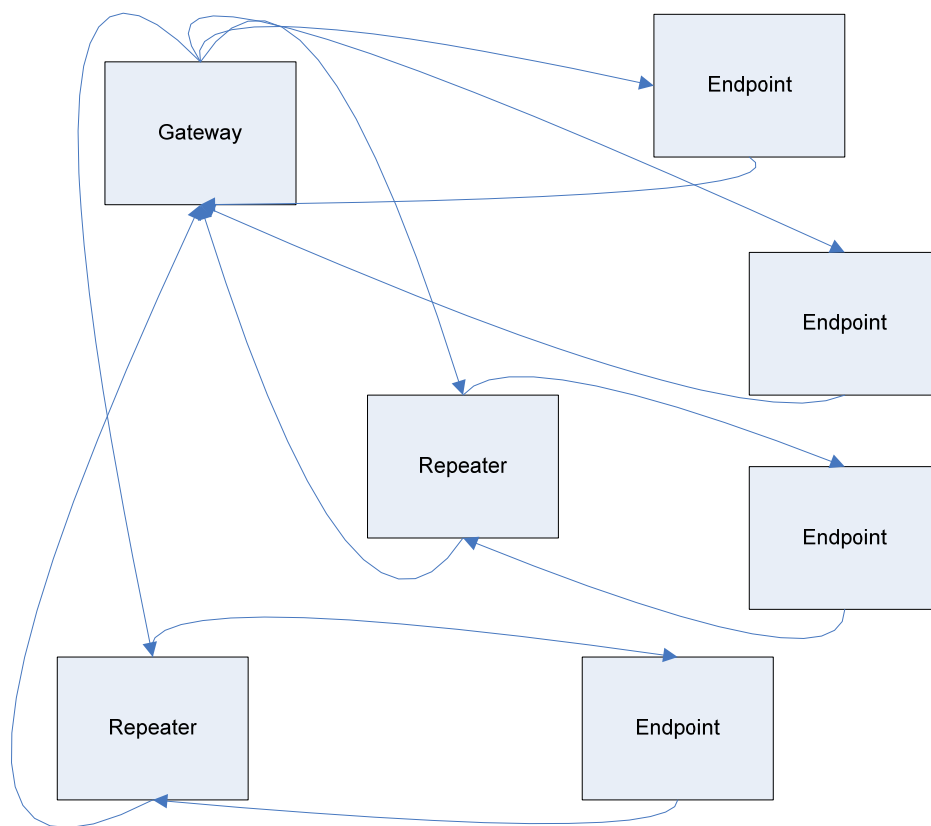 Endpoint
Gateway
Endpoint
Repeater
Endpoint
Repeater
Endpoint